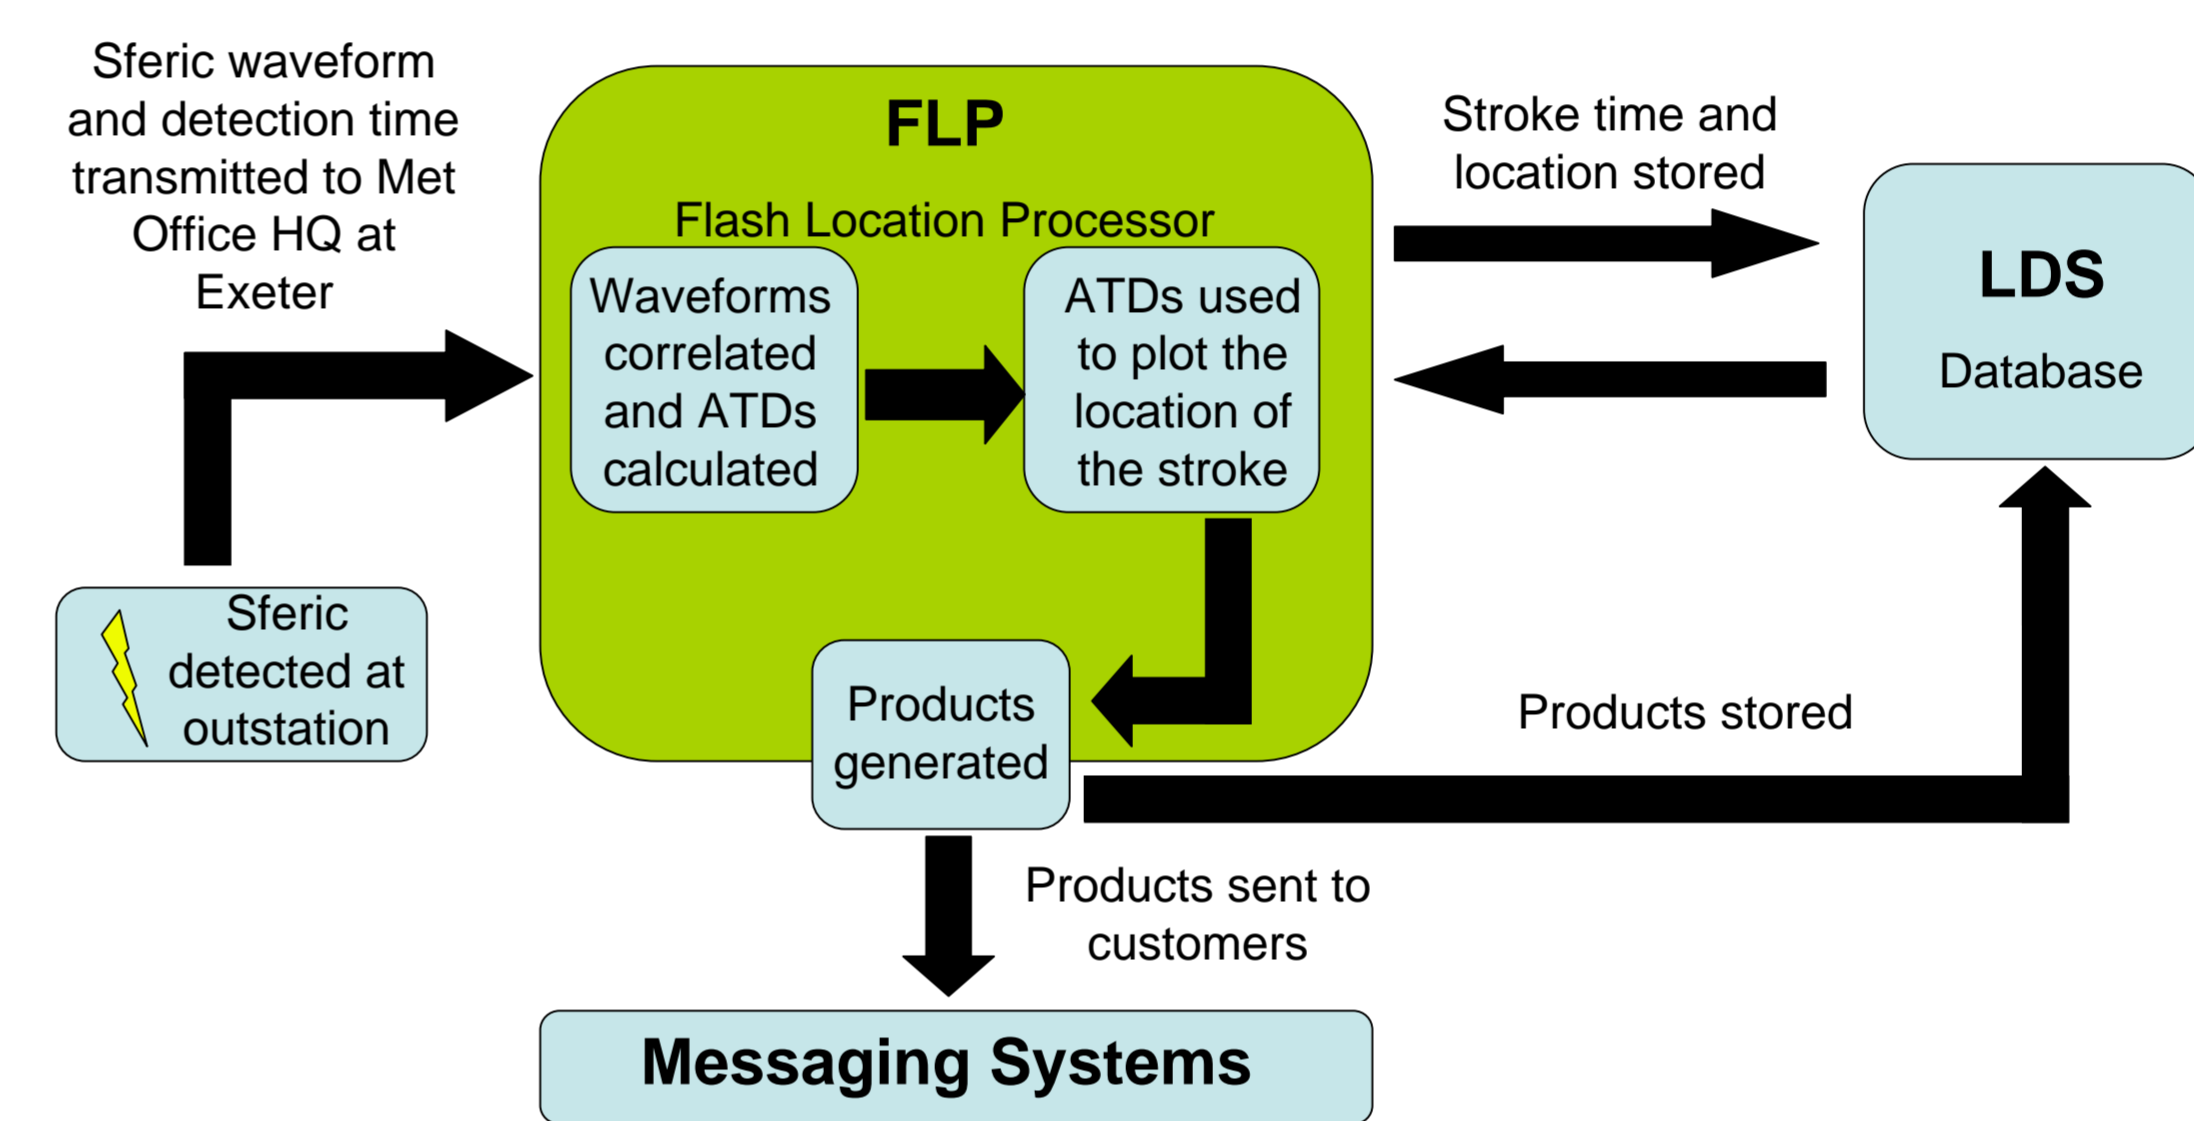 Sferic waveform
and detection time
transmitted to Met
Office HQ at
Exeter
Sferic
detected at
outstation
FLP
Flash Location Processor
Waveforms
correlated
and ATDs
calculated
ATDs used
to plot the
location of
the stroke
Products
generated
Stroke time and
location stored
LDS
Database
Products stored
Products sent to
customers
Messaging Systems